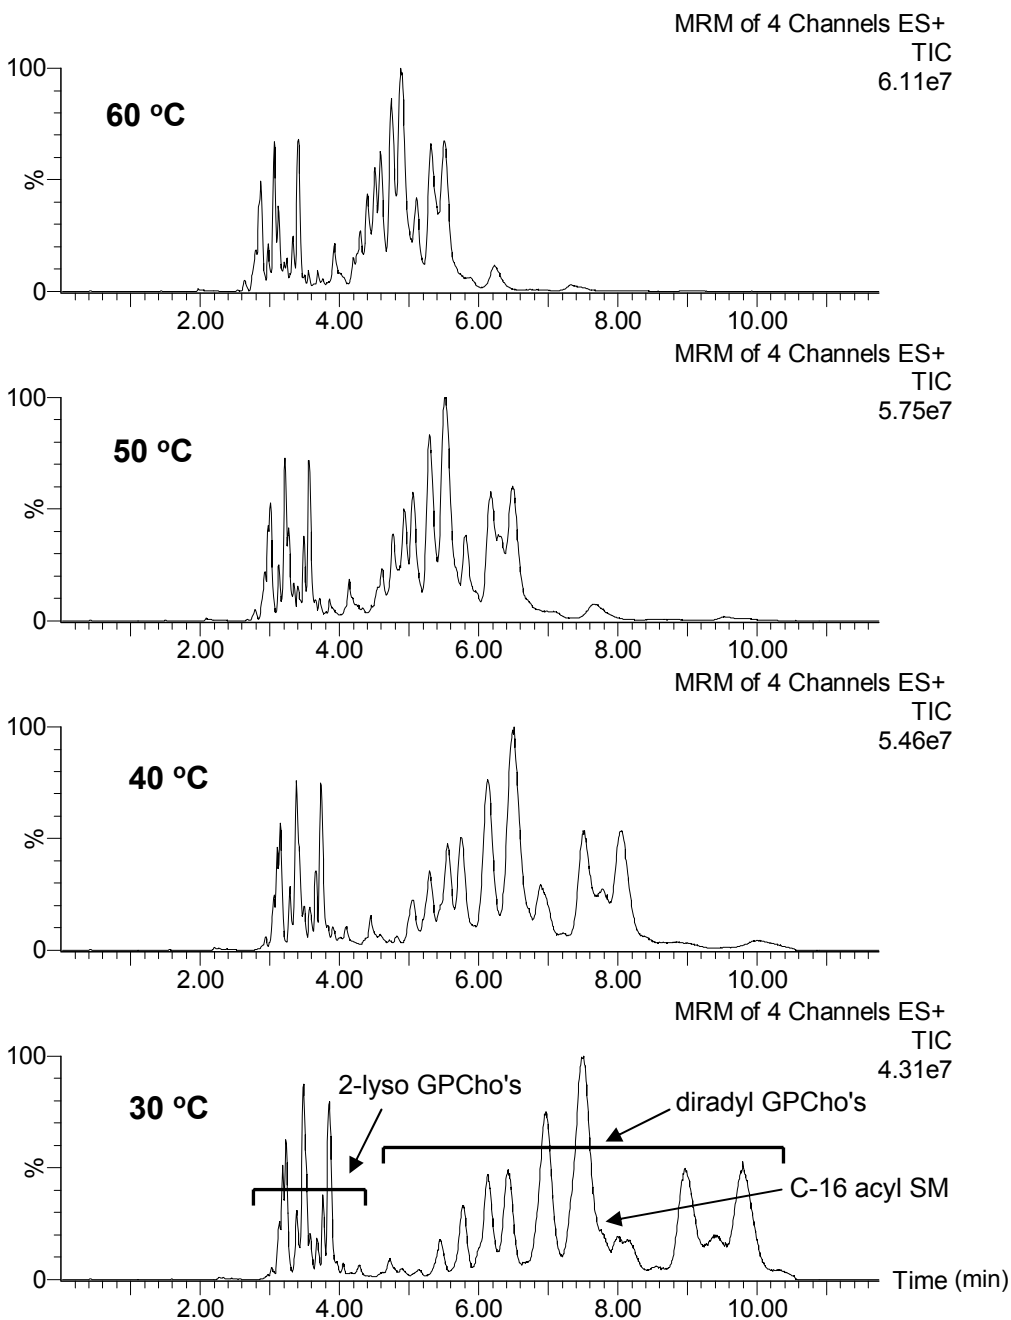 MRM of 4 Channels ES+
TIC
6.11e7
100
60 °C
%
0
2.00 4.00 6.00 8.00 10.00
MRM of 4 Channels ES+
TIC
5.75e7
100
50 °C
%
0
2.00 4.00 6.00 8.00 10.00
MRM of 4 Channels ES+
TIC
5.46e7
100
40 °C
%
0
2.00 4.00 6.00 8.00 10.00
MRM of 4 Channels ES+
TIC
4.31e7
100
2-lyso GPCho's
30 °C
diradyl GPCho's
%
C-16 acyl SM
0
Time (min)
2.00 4.00 6.00 8.00 10.00